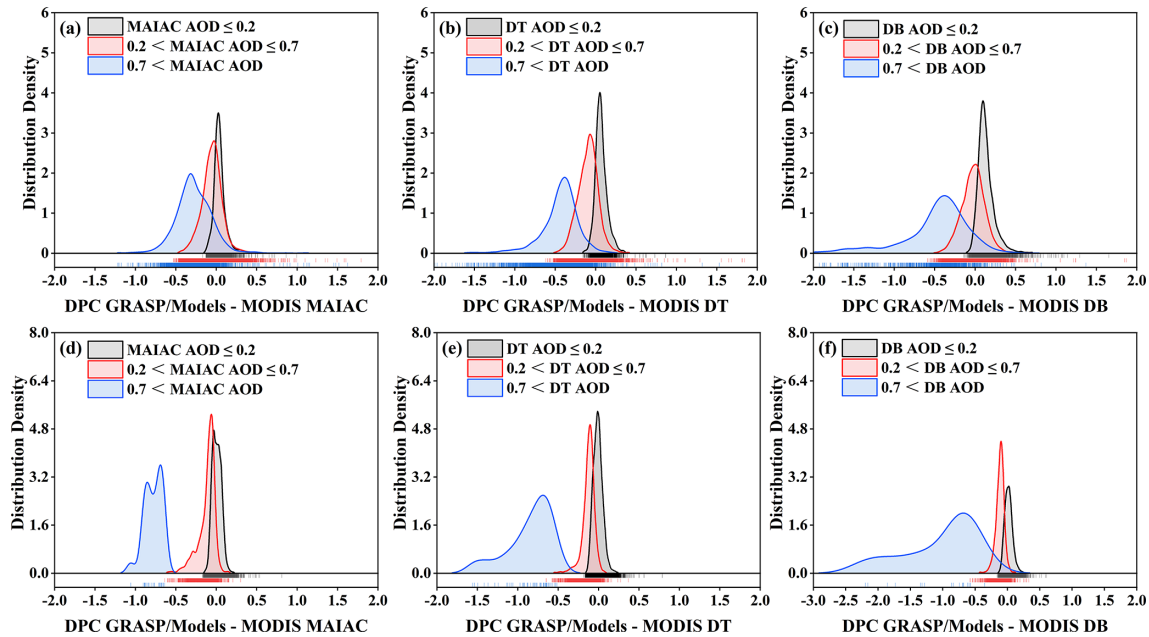 (a) MAIAC AOD ≤ 0.2
0.2 < MAIAC AOD ≤ 0.7
0.7 < MAIAC AOD
Distribution Density
6
5
4
3
2
1
0
-2.0 -1.5 -1.0 -0.5 0.0 0.5 1.0 1.5 2.0
DPC GRASP/Models - MODIS MAIAC
(b) DT AOD ≤ 0.2
0.2 < DT AOD ≤ 0.7
0.7 < DT AOD
Distribution Density
6
5
4
3
2
1
0
-2.0 -1.5 -1.0 -0.5 0.0 0.5 1.0 1.5 2.0
DPC GRASP/Models - MODIS DT
(c) DB AOD ≤ 0.2
0.2 < DB AOD ≤ 0.7
0.7 < DB AOD
Distribution Density
6
5
4
3
2
1
0
-2.0 -1.5 -1.0 -0.5 0.0 0.5 1.0 1.5 2.0
DPC GRASP/Models - MODIS DB
(d) MAIAC AOD ≤ 0.2
0.2 < MAIAC AOD ≤ 0.7
0.7 < MAIAC AOD
Distribution Density
8.0
6.4
4.8
3.2
1.6
0.0
-2.0 -1.5 -1.0 -0.5 0.0 0.5 1.0 1.5 2.0
DPC GRASP/Models - MODIS MAIAC
(e) DT AOD ≤ 0.2
0.2 < DT AOD ≤ 0.7
0.7 < DT AOD
Distribution Density
8.0
6.4
4.8
3.2
1.6
0.0
-2.0 -1.5 -1.0 -0.5 0.0 0.5 1.0 1.5 2.0
DPC GRASP/Models - MODIS DT
(f) DB AOD ≤ 0.2
0.2 < DB AOD ≤ 0.7
0.7 < DB AOD
Distribution Density
8.0
6.4
4.8
3.2
1.6
0.0
-3.0 -2.5 -2.0 -1.5 -1.0 -0.5 0.0 0.5 1.0 1.5 2.0
DPC GRASP/Models - MODIS DB